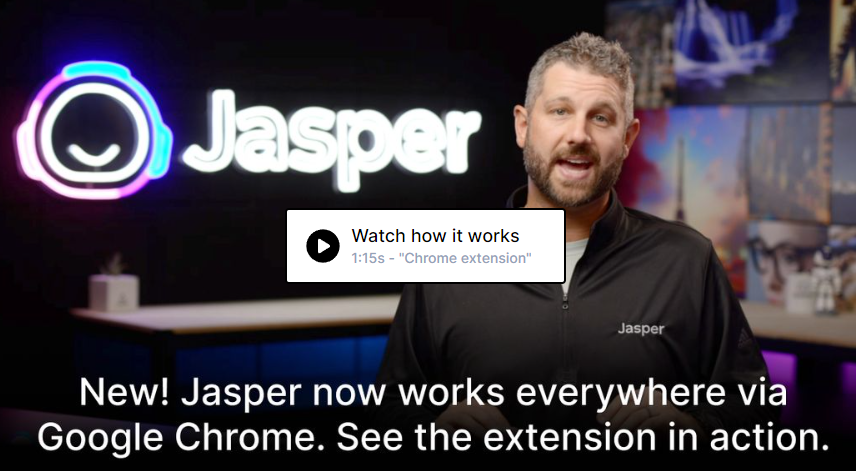 Jasper
Watch how it works
1:15s - "Chrome extension"
Jasper
New! Jasper now works everywhere via
Google Chrome. See the extension in action.